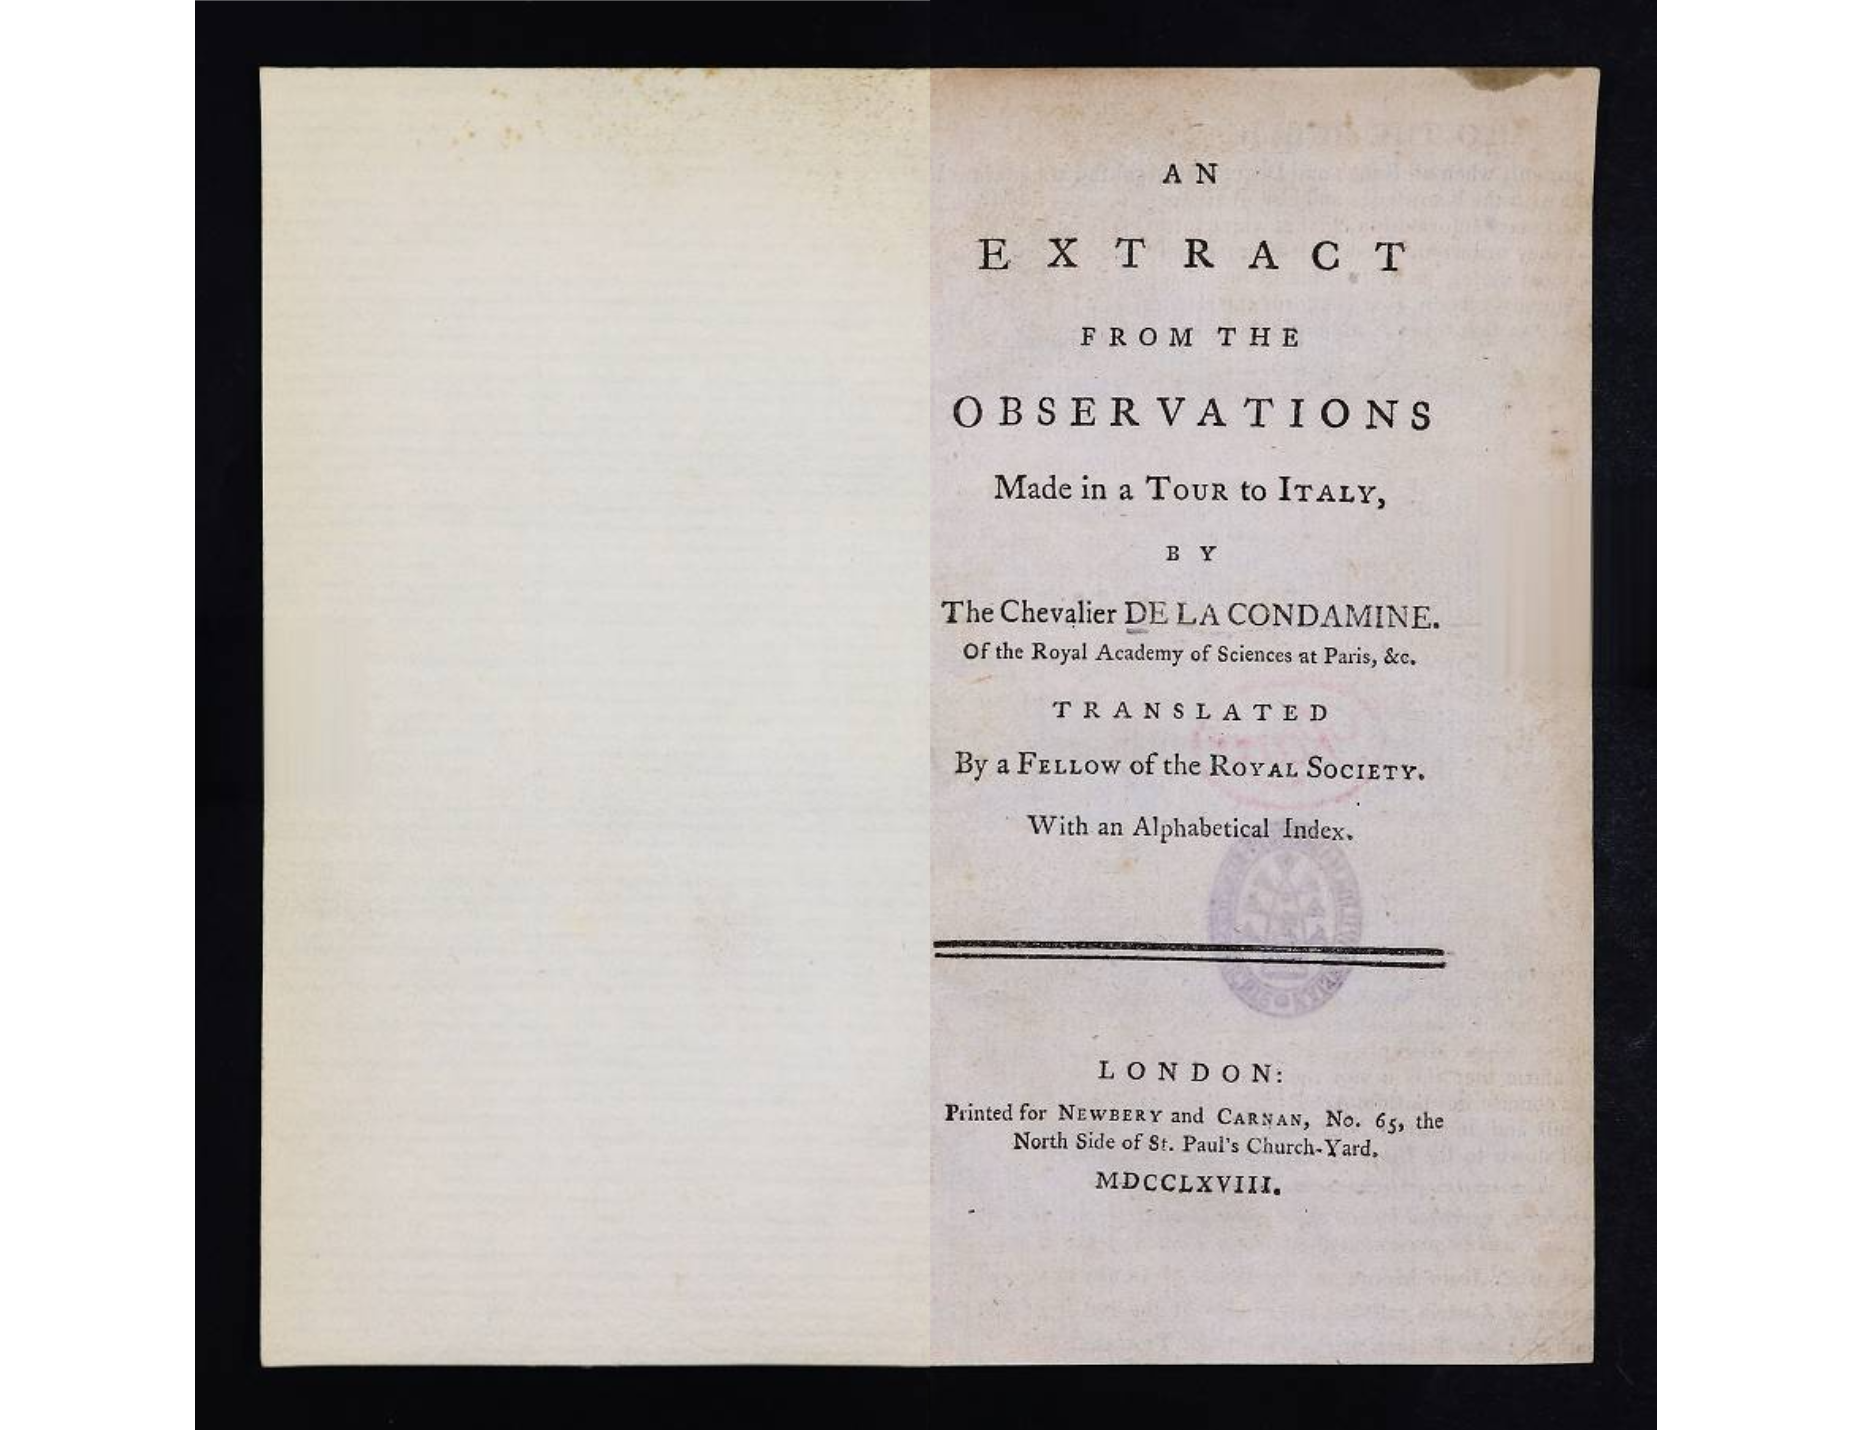 AN
EXTRACT
FROM THE
OBSERVATIONS
Made in a TOUR to ITALY,
BY
The Chevalier DE LA CONDAMINE.
Of the Royal Academy of Sciences at Paris, &c.
TRANSLATED
By a FELLOW of the ROYAL SOCIETY.
With an Alphabetical Index.
LONDON:
Printed for NEWBERY and CARNAN, No. 65, the
North Side of St. Paul's Church-Yard.
MDCCLXVIII.